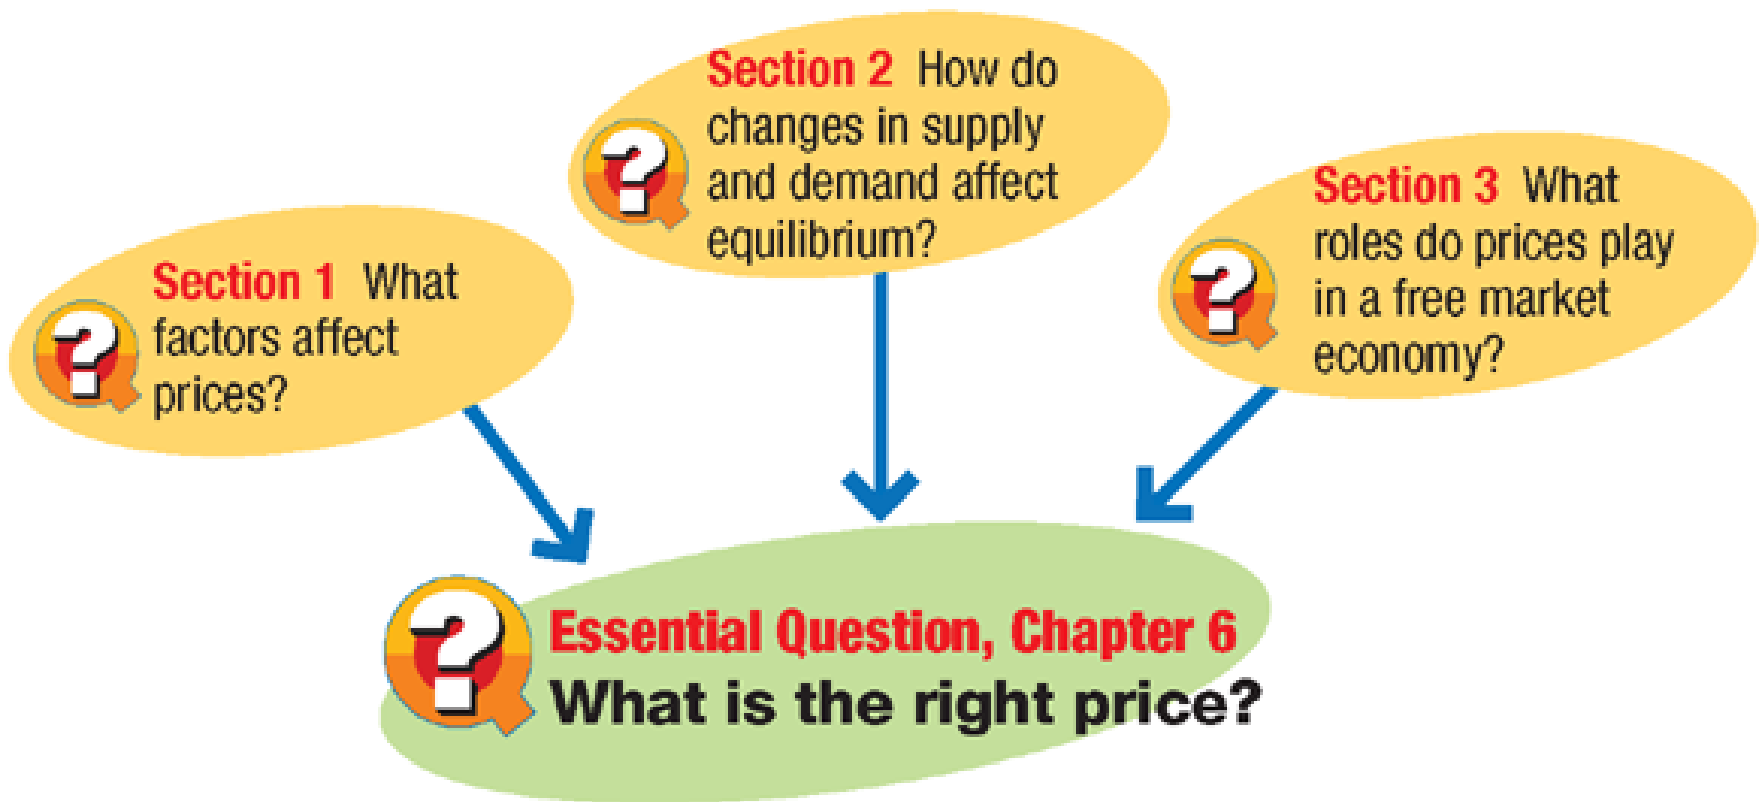 Section 1 What
factors affect
prices?
Section 2 How do
changes in supply
and demand affect
equilibrium?
Section 3 What
roles do prices play
in a free market
economy?
Essential Question, Chapter 6
What is the right price?